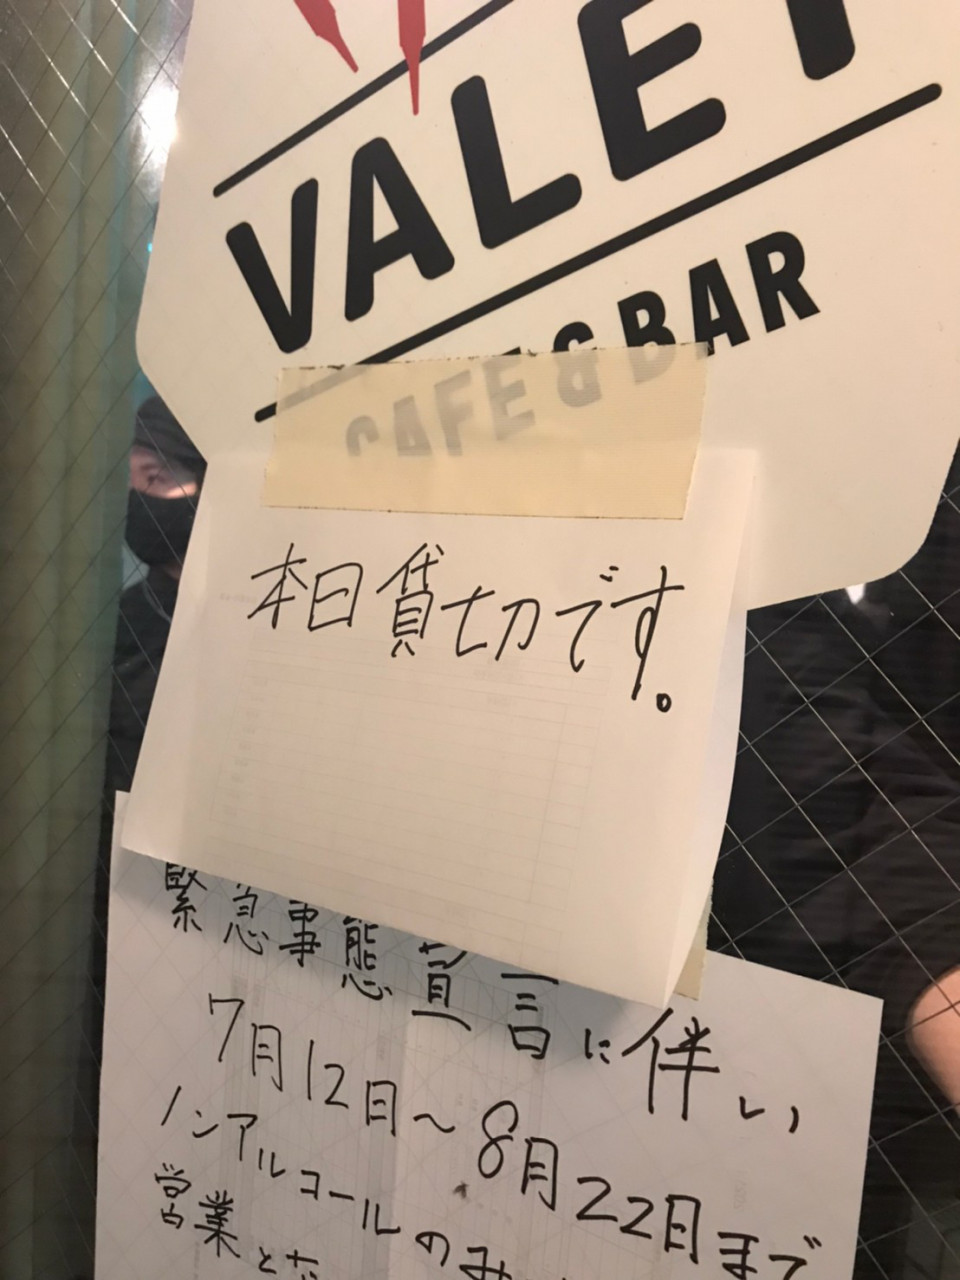 VALET
CAFE & BAR
本日貸切です。
緊急事態宣言に伴い
7月12日〜8月22日まで
ノンアルコールのみ
営業とな